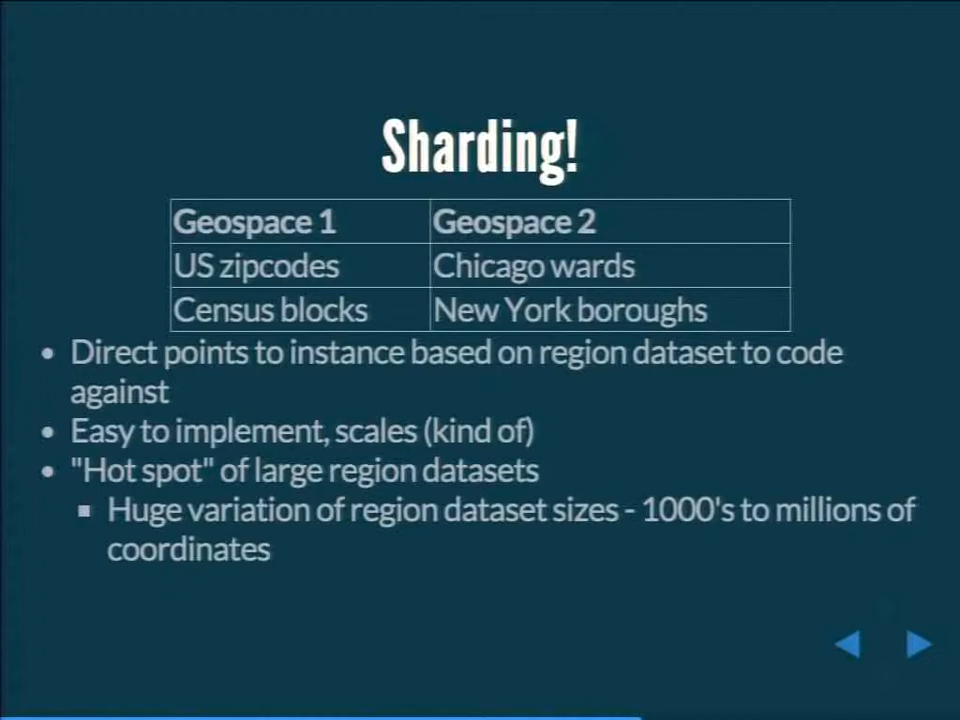 Sharding!
Geospace 1 Geospace 2
US zipcodes Chicago wards
Census blocks New York boroughs
• Direct points to instance based on region dataset to code
against
• Easy to implement, scales (kind of)
• "Hot spot" of large region datasets
▪ Huge variation of region dataset sizes - 1000's to millions of
coordinates